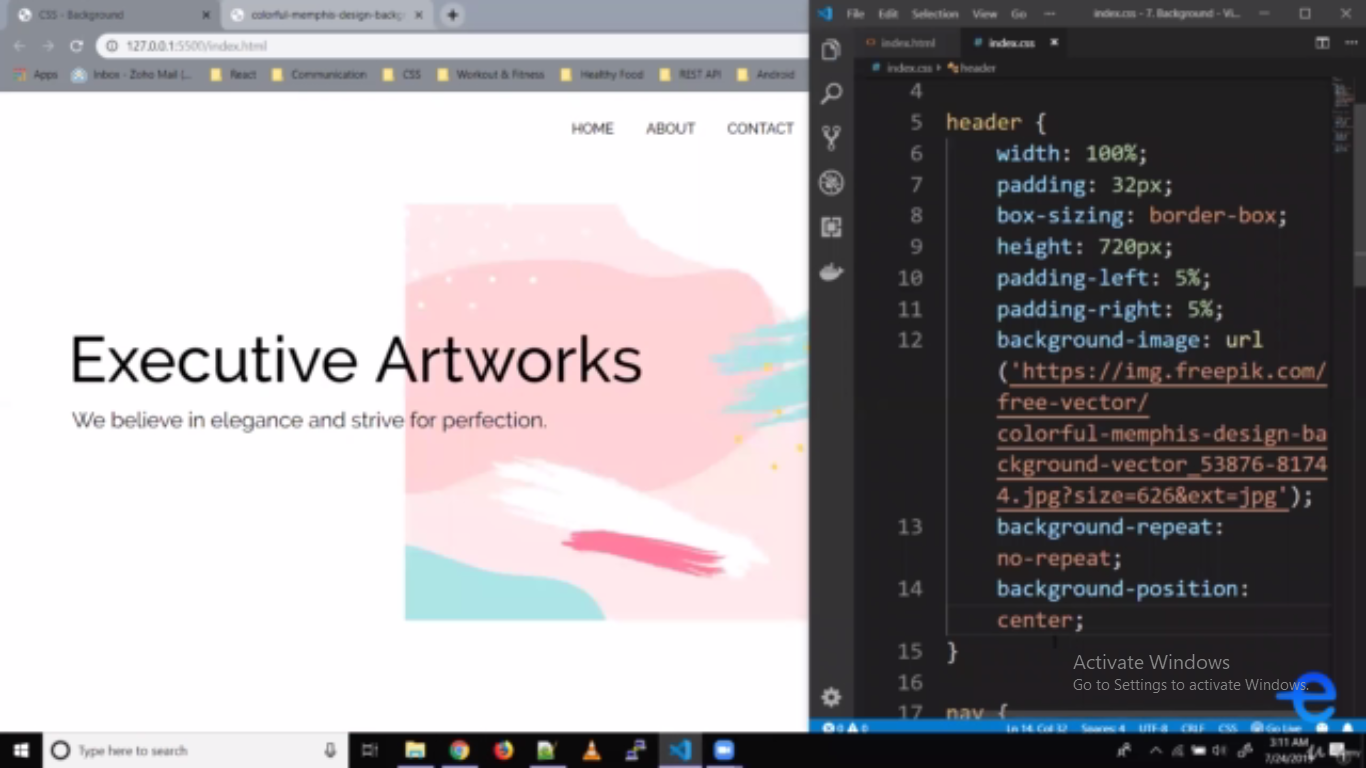 CSS - Background
colorful-memphis-design-backg
127.0.0.1:5500/index.html
Apps Inbox - Zoho Mail (... React Communication CSS Workout & Fitness Healthy Food REST API Android
HOME ABOUT CONTACT
Executive Artworks
We believe in elegance and strive for perfection.
File Edit Selection View Go ··· index.css - 7. Background - Vi...
index.html index.css
index.css › header
4
5 header {
6 width: 100%;
7 padding: 32px;
8 box-sizing: border-box;
9 height: 720px;
10 padding-left: 5%;
11 padding-right: 5%;
12 background-image: url
('https://img.freepik.com/
free-vector/
colorful-memphis-design-ba
ckground-vector_53876-8174
4.jpg?size=626&ext=jpg');
13 background-repeat:
no-repeat;
14 background-position:
center;
15 }
16
17 nav {
Activate Windows
Go to Settings to activate Windows.
0 0 Ln 14, Col 32 Spaces: 4 UTF-8 CRLF CSS Go Live
Type here to search
3:11 AM